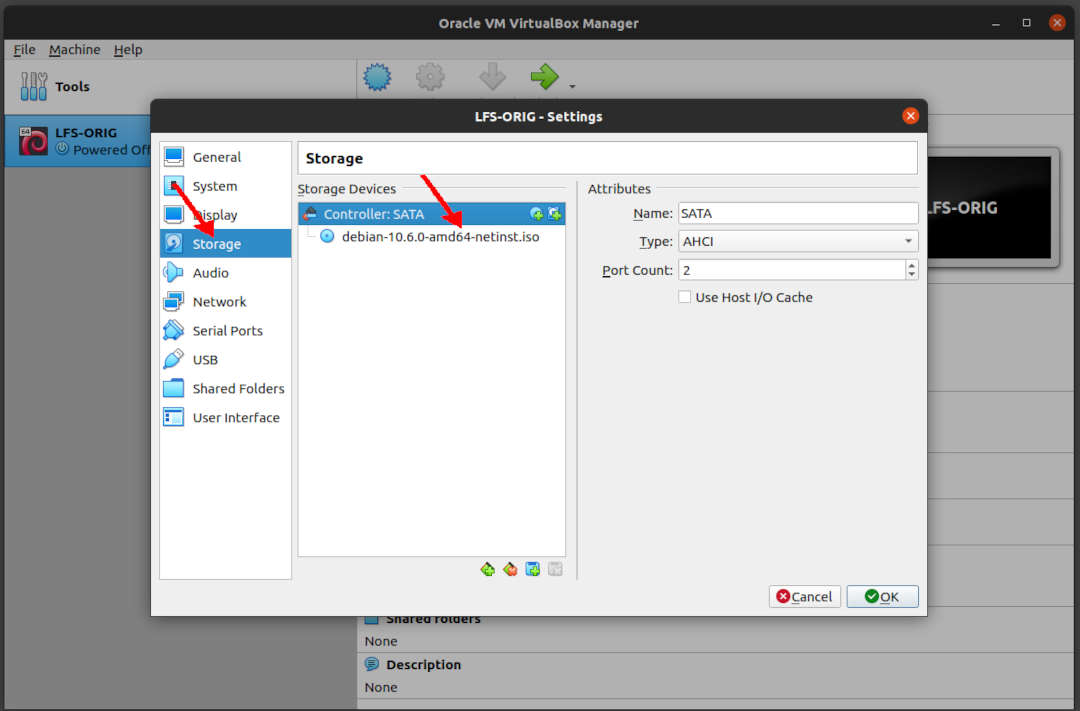 Oracle VM VirtualBox Manager
File Machine Help
Tools
64
LFS-ORIG
Powered Off
LFS-ORIG
LFS-ORIG - Settings
General
System
Display
Storage
Audio
Network
Serial Ports
USB
Shared Folders
User Interface
Storage
Storage Devices
Controller: SATA
debian-10.6.0-amd64-netinst.iso
Attributes
Name: SATA
Type: AHCI
Port Count: 2
Use Host I/O Cache
Cancel OK
Shared folders
None
Description
None